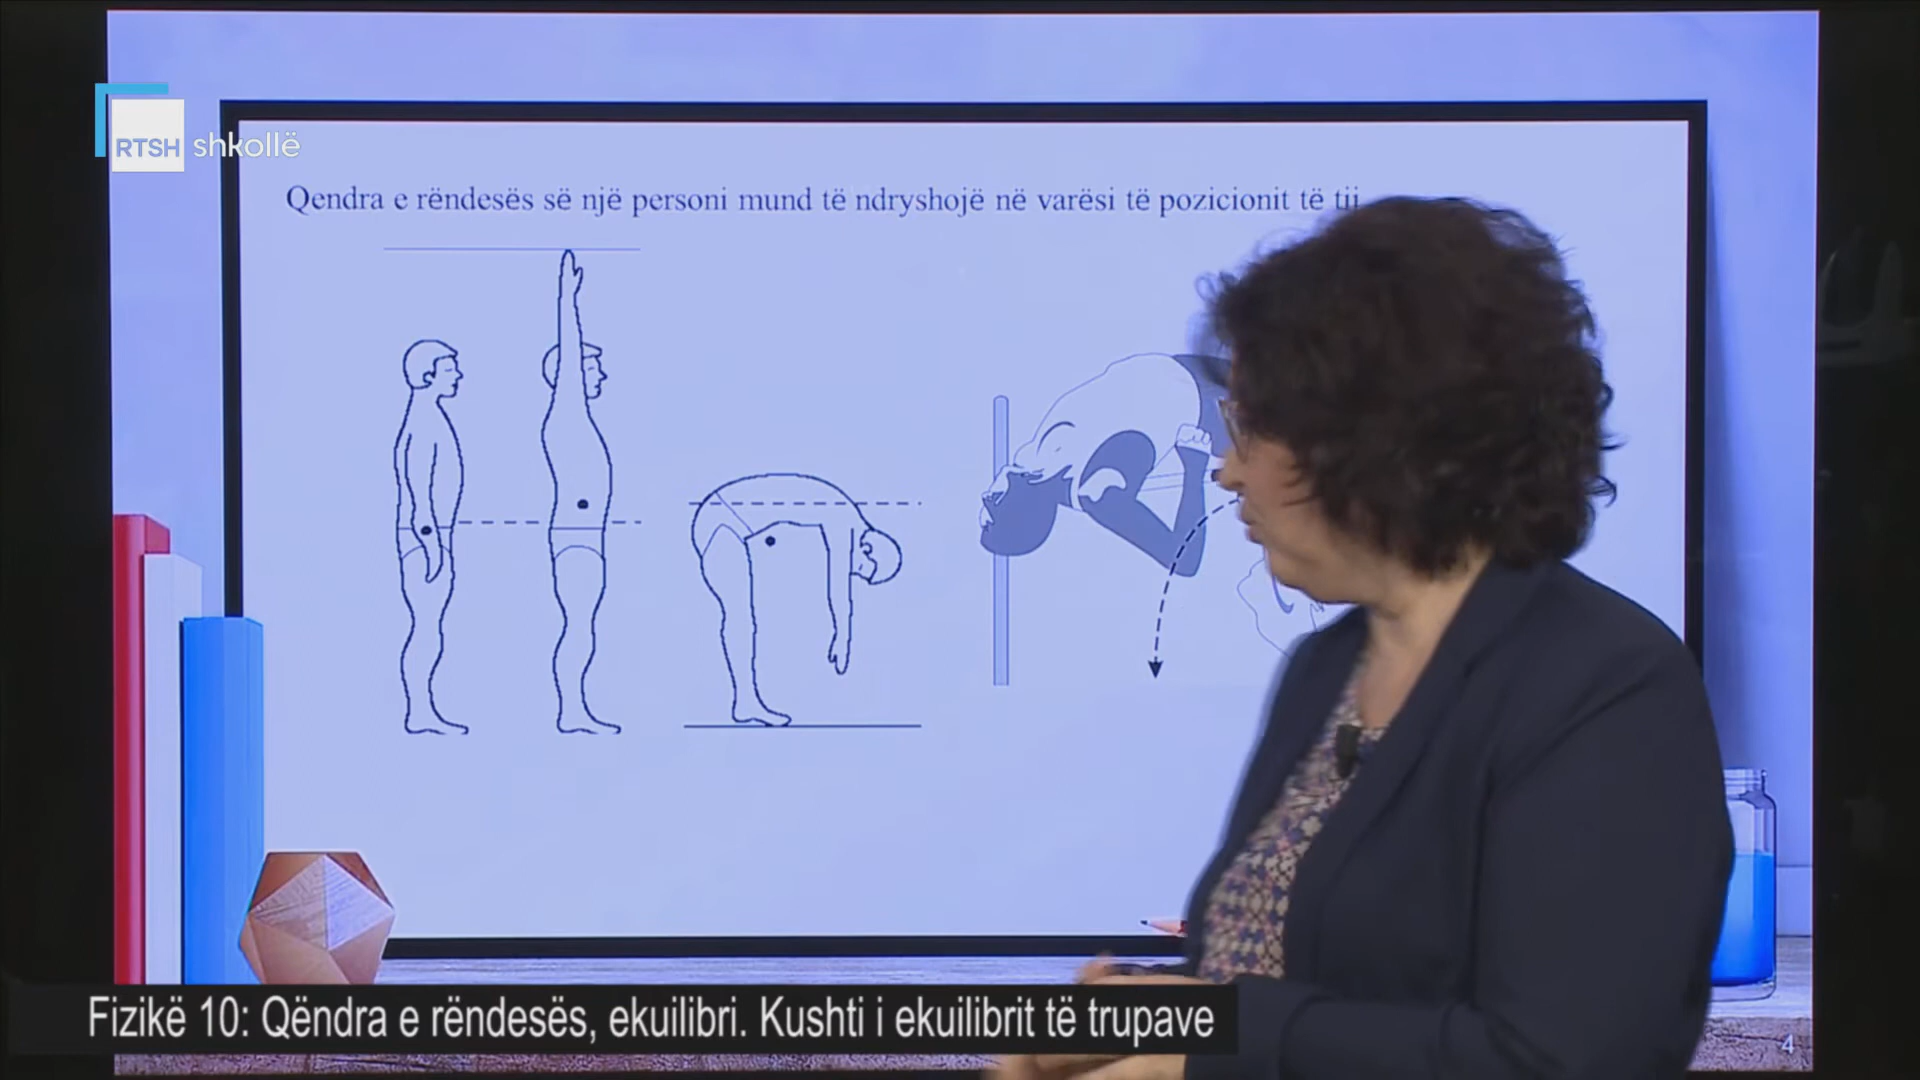 RTSH shkollë
Qendra e rëndesës së një personi mund të ndryshojë në varësi të pozicionit të tij
Fizikë 10: Qëndra e rëndesës, ekuilibri. Kushti i ekuilibrit të trupave
4